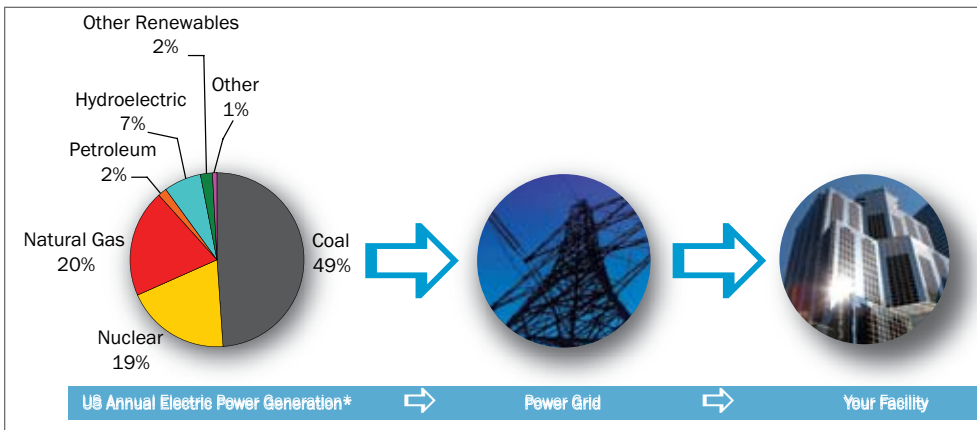 Other Renewables
2%
Other
1%
Hydroelectric
7%
Petroleum
2%
Natural Gas
20%
Coal
49%
Nuclear
19%
US Annual Electric Power Generation*
Power Grid
Your Facility